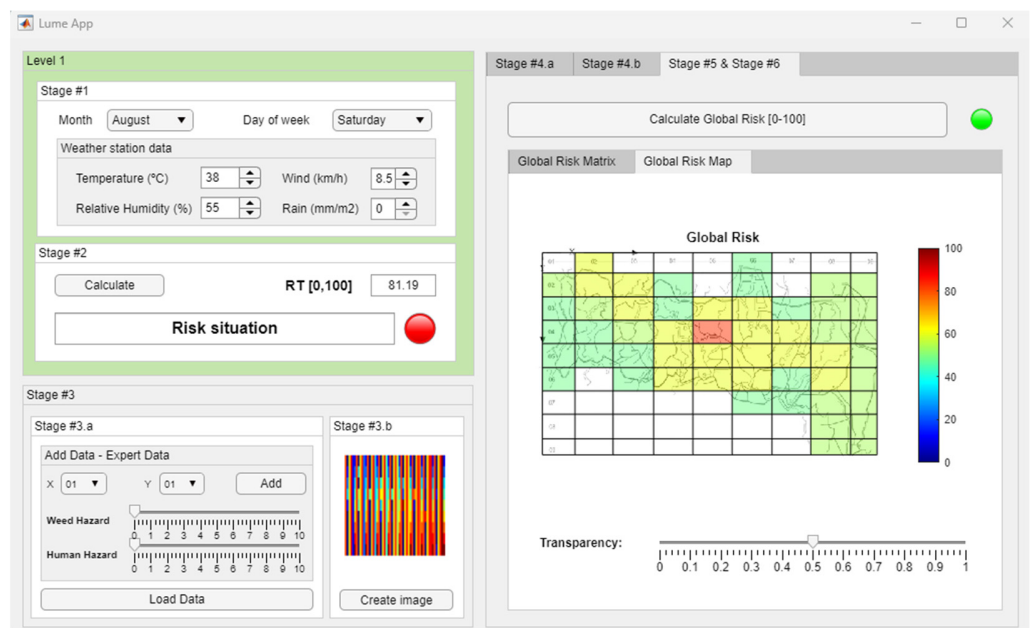 Lume App
Level 1
Stage #1
Month August Day of week Saturday
Weather station data
Temperature (ºC) 38 Wind (km/h) 8.5
Relative Humidity (%) 55 Rain (mm/m2) 0
Stage #2
Calculate RT [0,100] 81.19
Risk situation
Stage #3
Stage #3.a
Add Data - Expert Data
X 01 Y 01 Add
Weed Hazard
0 1 2 3 4 5 6 7 8 9 10
Human Hazard
0 1 2 3 4 5 6 7 8 9 10
Load Data
Stage #3.b
Create image
Stage #4.a Stage #4.b Stage #5 & Stage #6
Calculate Global Risk [0-100]
Global Risk Matrix Global Risk Map
Global Risk
X
100
80
60
40
20
0
Transparency:
0 0.1 0.2 0.3 0.4 0.5 0.6 0.7 0.8 0.9 1